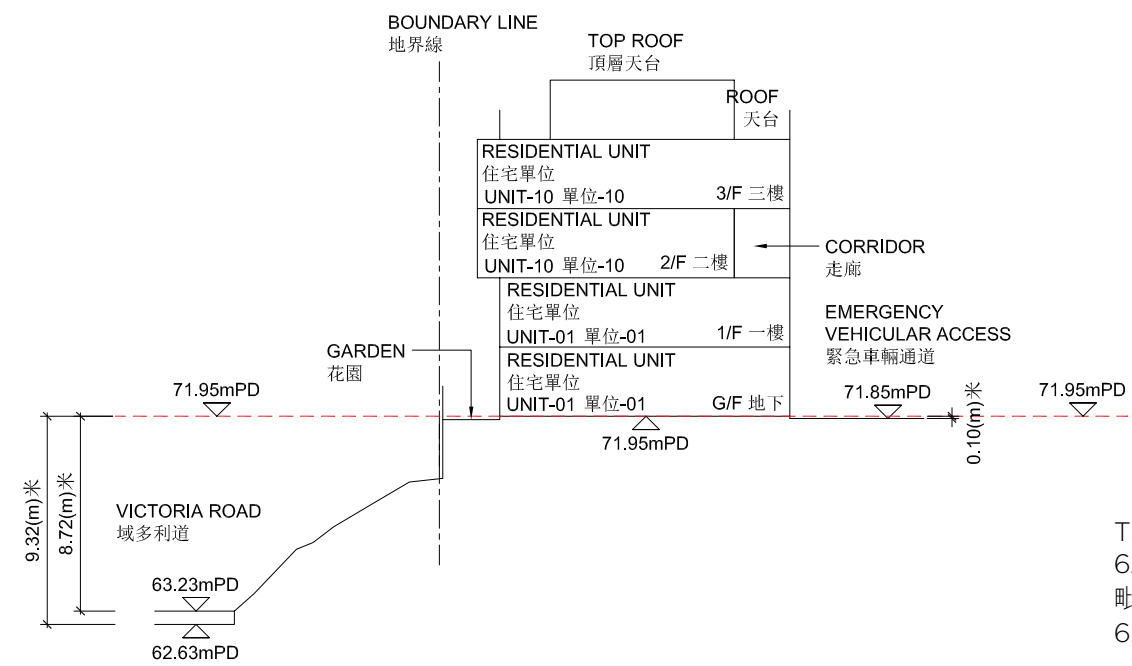 BOUNDARY LINE
地界線
TOP ROOF
頂層天台
ROOF
天台
RESIDENTIAL UNIT
住宅單位
UNIT-10 單位-10 3/F 三樓
RESIDENTIAL UNIT
住宅單位
UNIT-10 單位-10 2/F 二樓
CORRIDOR
走廊
RESIDENTIAL UNIT
住宅單位
UNIT-01 單位-01 1/F 一樓
EMERGENCY
VEHICULAR ACCESS
緊急車輛通道
GARDEN
花園
RESIDENTIAL UNIT
住宅單位
UNIT-01 單位-01 G/F 地下
71.95mPD
71.85mPD
71.95mPD
71.95mPD
0.10(m)米
9.32(m)米
8.72(m)米
VICTORIA ROAD
域多利道
63.23mPD
62.63mPD